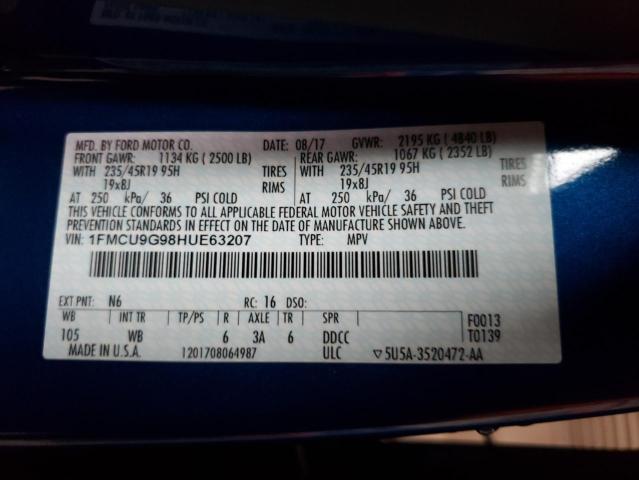 MFD. BY FORD MOTOR CO. DATE: 08/17 GVWR: 2195 KG ( 4840 LB)
FRONT GAWR: 1134 KG ( 2500 LB) REAR GAWR: 1067 KG ( 2352 LB)
WITH 235/45R19 95H TIRES WITH 235/45R19 95H TIRES
19x8J RIMS 19x8J RIMS
AT 250 kPa/ 36 PSI COLD AT 250 kPa/ 36 PSI COLD
THIS VEHICLE CONFORMS TO ALL APPLICABLE FEDERAL MOTOR VEHICLE SAFETY AND THEFT
PREVENTION STANDARDS IN EFFECT ON THE DATE OF MANUFACTURE SHOWN ABOVE.
VIN: 1FMCU9G98HUE63207 TYPE: MPV
EXT PNT: N6 RC: 16 DSO:
WB INT TR TP/PS R AXLE TR SPR F0013
105 WB 6 3A 6 DDCC T0139
MADE IN U.S.A. 1201708064987 ULC ▽5U5A-3520472-AA